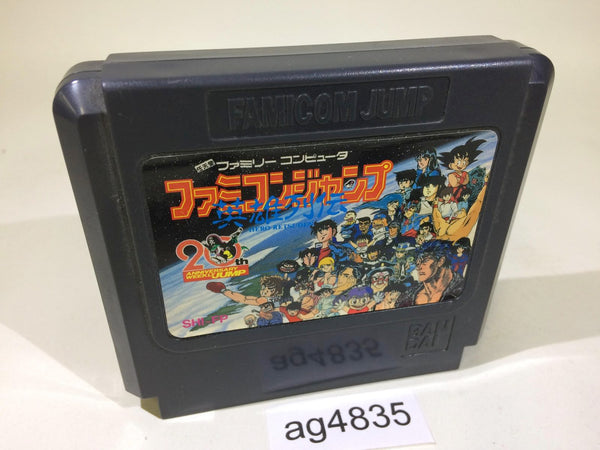 FAMICOM JUMP
ファミリー コンピュータ
ファミコンジャンプ
英雄列伝
HERO RETSUDEN
20th
ANNIVERSARY
WEEKLY JUMP
SHI-FP
BAN
DAI
ag4835
ag4835